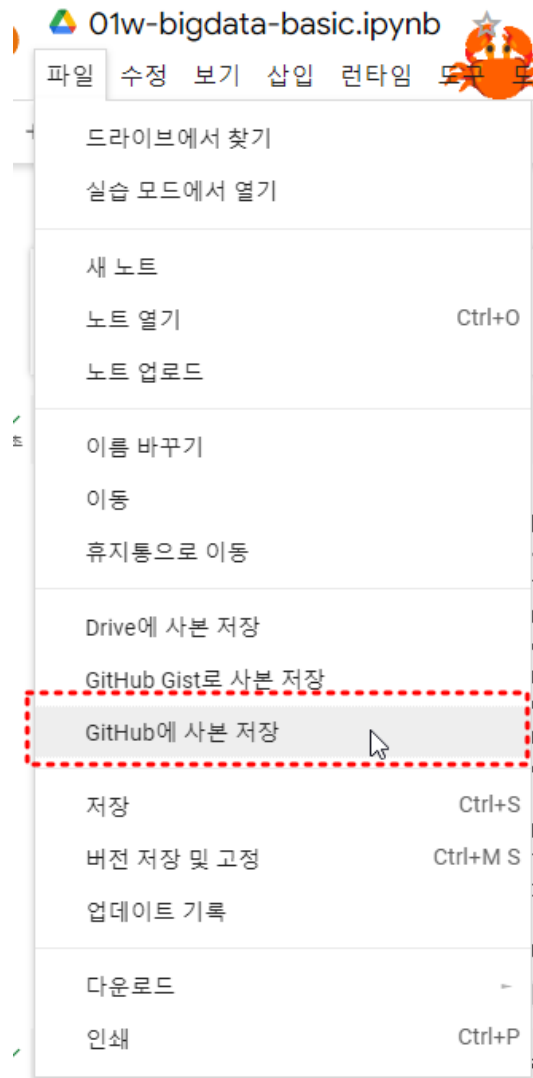 01w-bigdata-basic.ipynb
파일 수정 보기 삽입 런타임 도구
드라이브에서 찾기
실습 모드에서 열기
새 노트
노트 열기 Ctrl+O
노트 업로드
이름 바꾸기
이동
휴지통으로 이동
Drive에 사본 저장
GitHub Gist로 사본 저장
GitHub에 사본 저장
저장 Ctrl+S
버전 저장 및 고정 Ctrl+M S
업데이트 기록
다운로드
인쇄 Ctrl+P